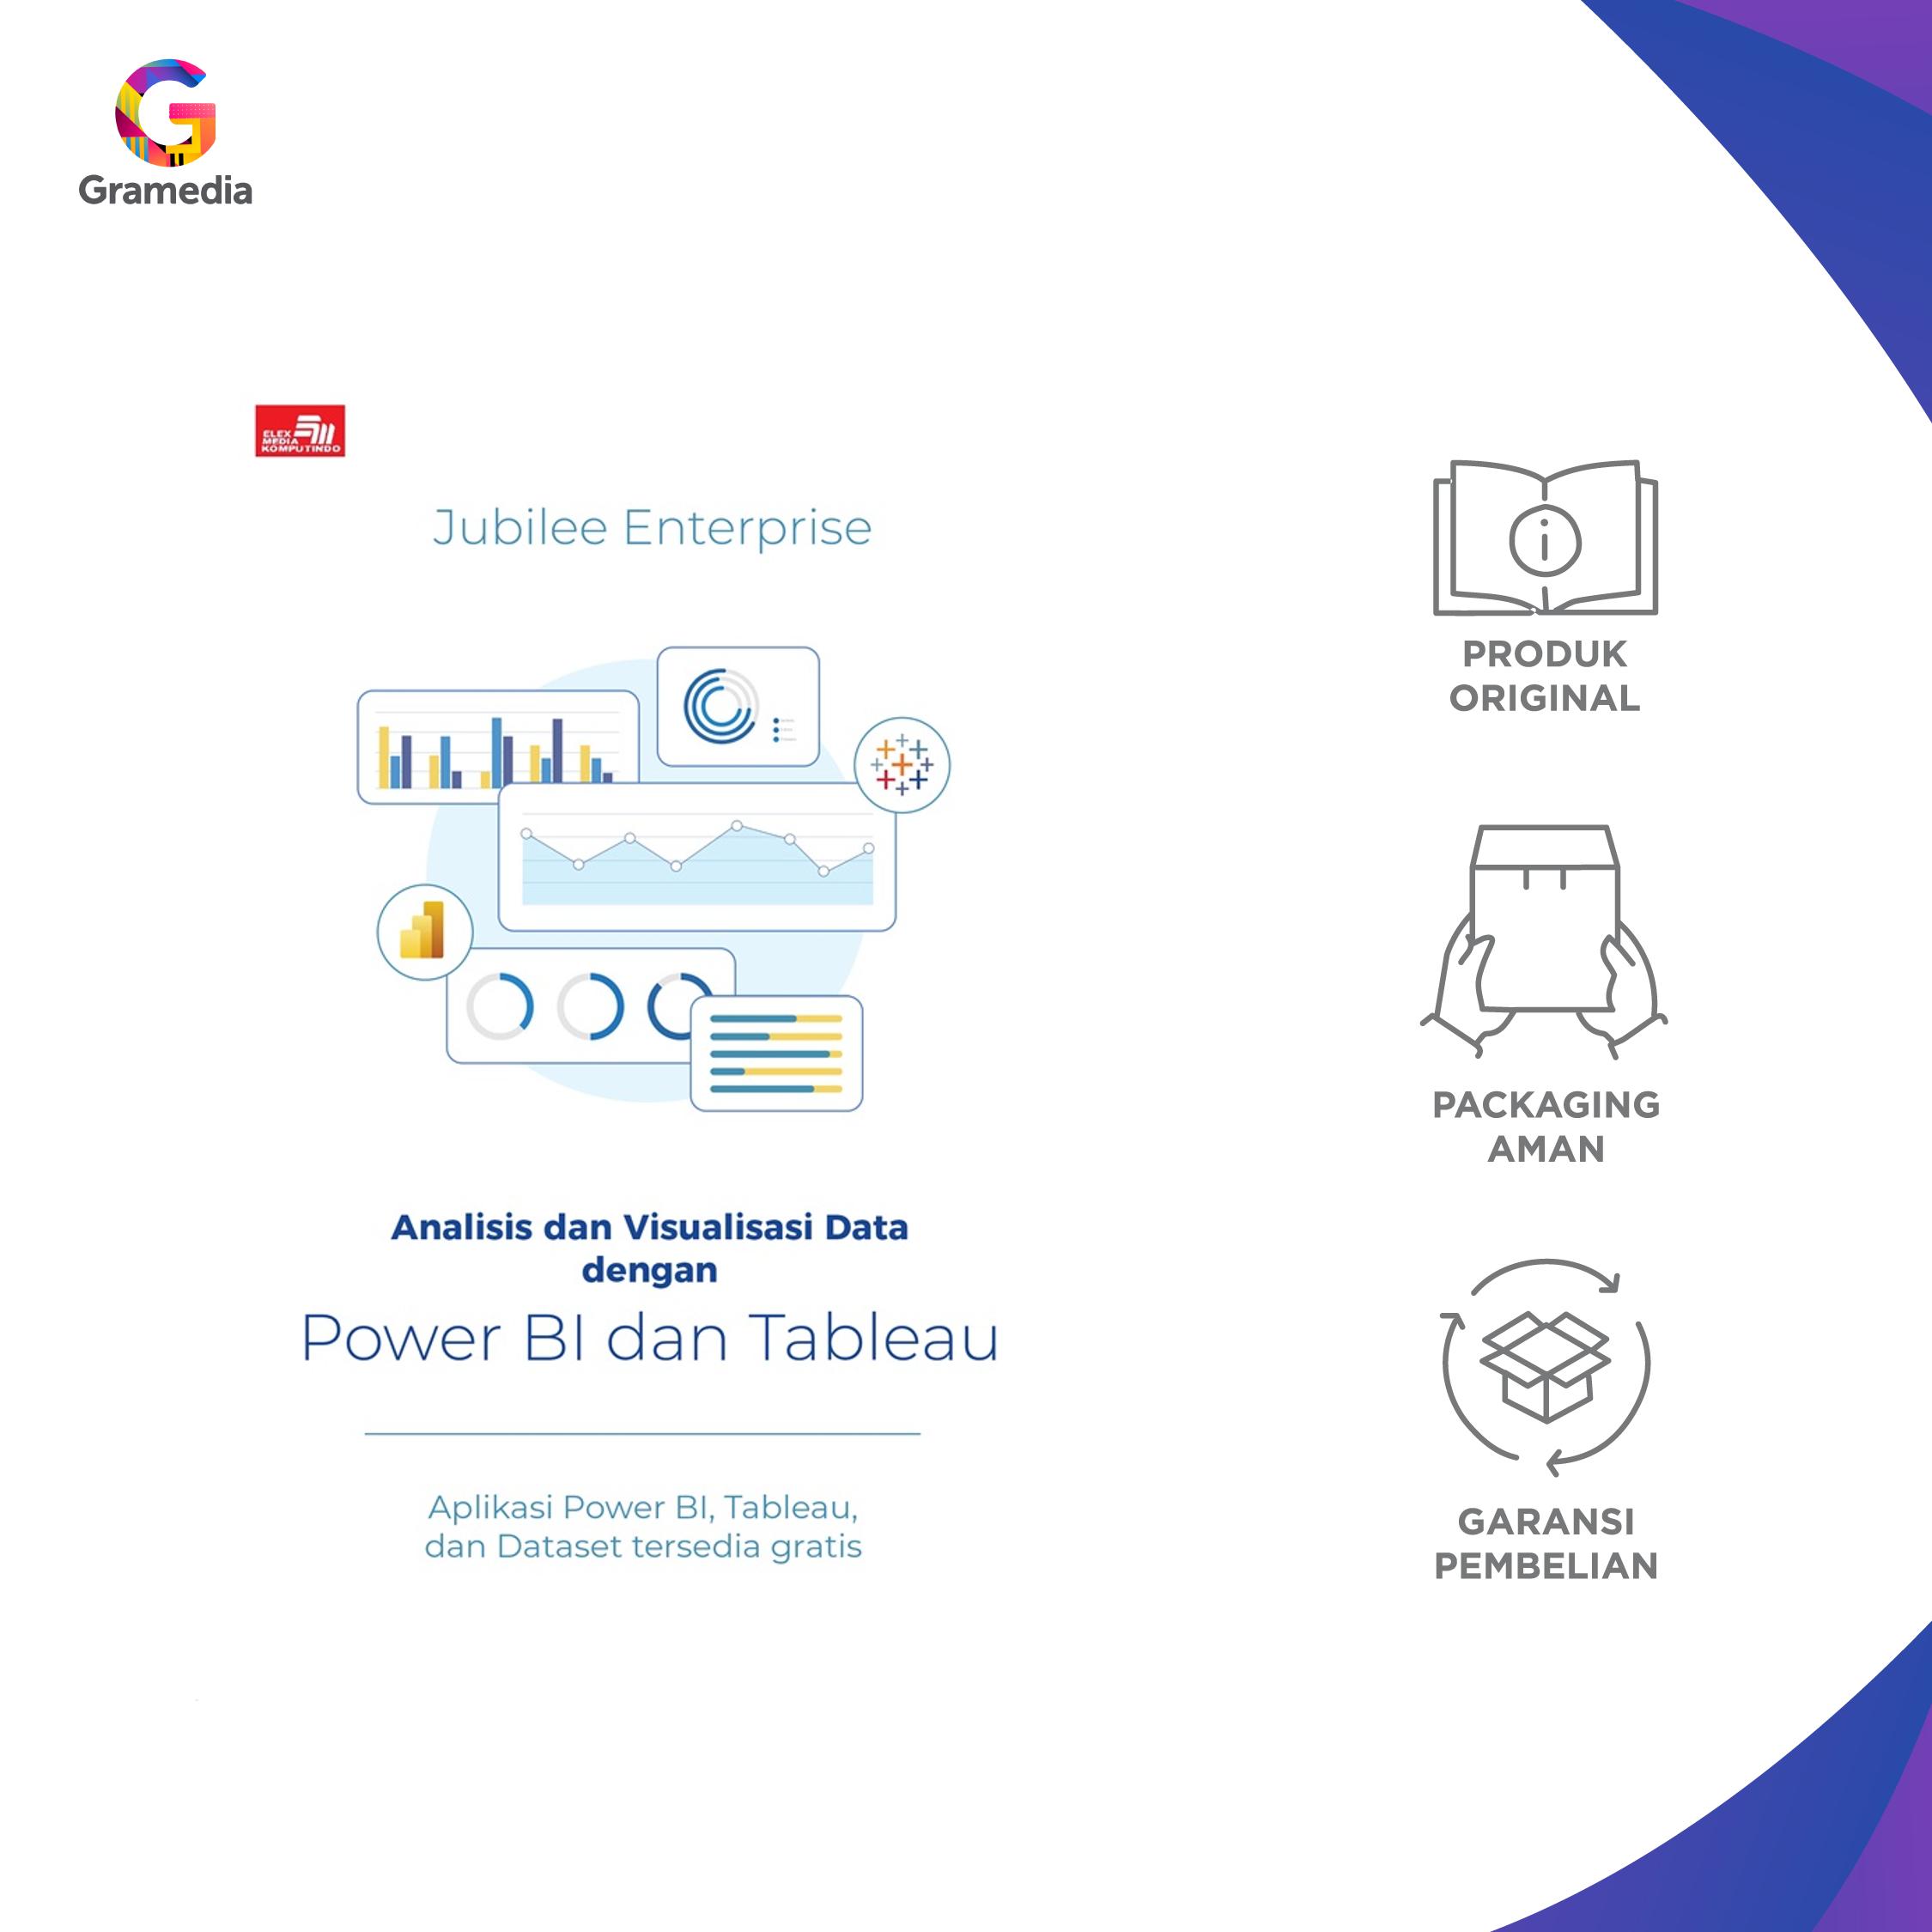 Gramedia
ELEX
MEDIA
KOMPUTINDO
Jubilee Enterprise
Analisis dan Visualisasi Data
dengan
Power BI dan Tableau
Aplikasi Power BI, Tableau,
dan Dataset tersedia gratis
PRODUK
ORIGINAL
PACKAGING
AMAN
GARANSI
PEMBELIAN